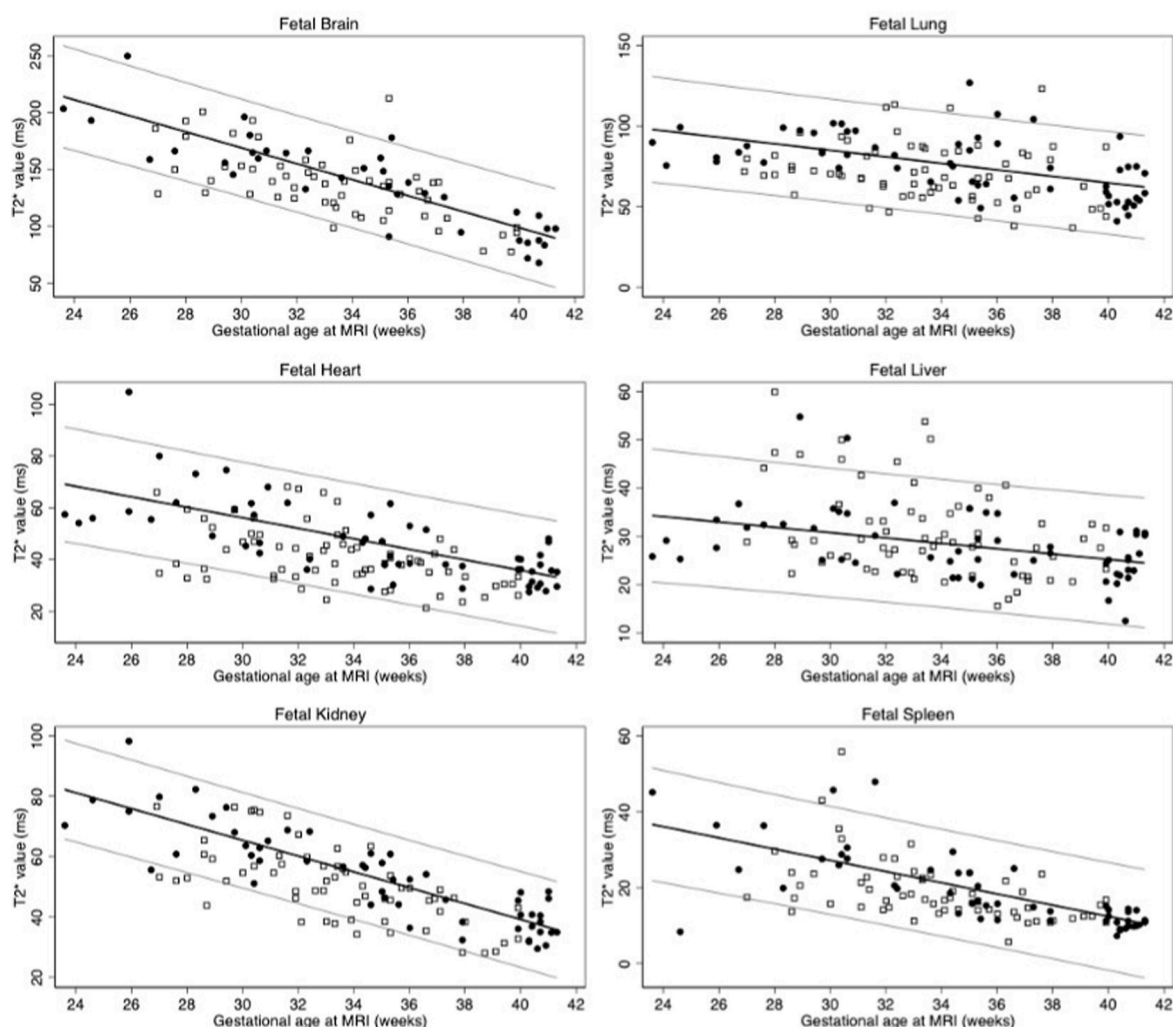 Fetal Brain
T2* value (ms)
250
200
150
100
50
24 26 28 30 32 34 36 38 40 42
Gestational age at MRI (weeks)
Fetal Lung
T2* value (ms)
150
100
50
0
24 26 28 30 32 34 36 38 40 42
Gestational age at MRI (weeks)
Fetal Heart
T2* value (ms)
100
80
60
40
20
24 26 28 30 32 34 36 38 40 42
Gestational age at MRI (weeks)
Fetal Liver
T2* value (ms)
60
50
40
30
20
10
24 26 28 30 32 34 36 38 40 42
Gestational age at MRI (weeks)
Fetal Kidney
T2* value (ms)
100
80
60
40
20
24 26 28 30 32 34 36 38 40 42
Gestational age at MRI (weeks)
Fetal Spleen
T2* value (ms)
60
40
20
0
24 26 28 30 32 34 36 38 40 42
Gestational age at MRI (weeks)